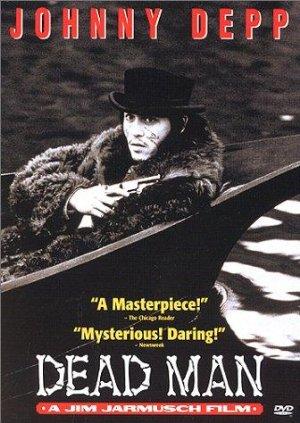 JOHNNY DEPP
"A Masterpiece!"
– The Chicago Reader
"Mysterious! Daring!"
– Newsweek
DEAD MAN
• A JIM JARMUSCH FILM •
DVD